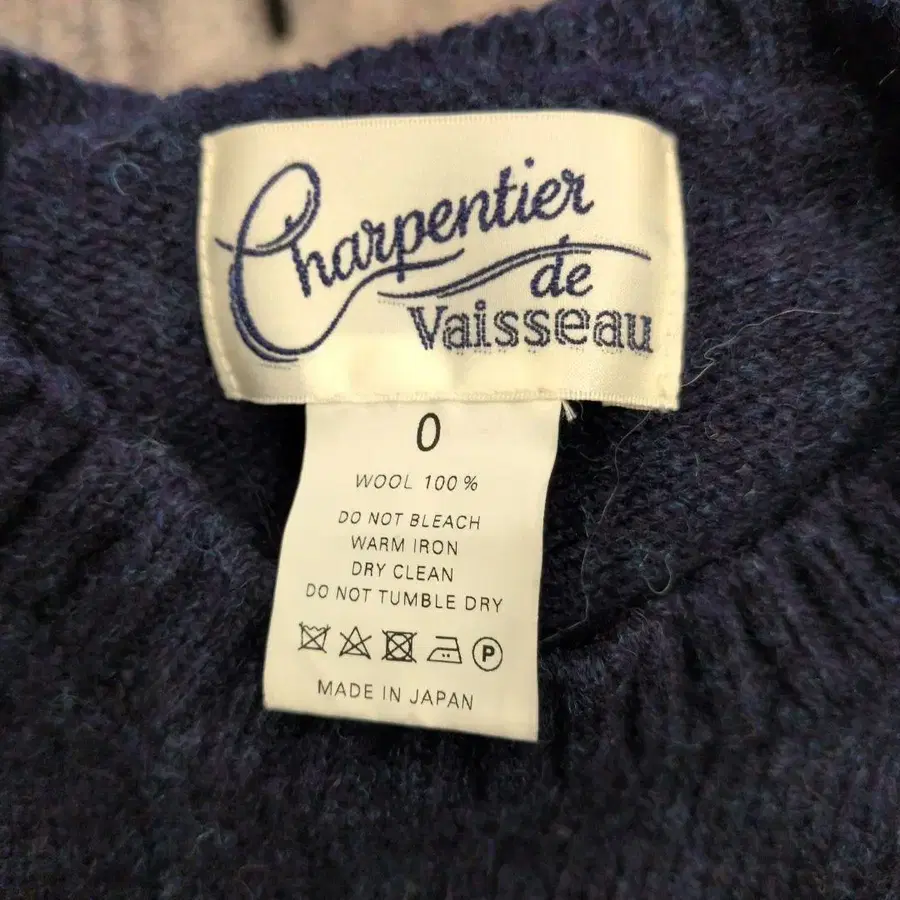 Charpentier
de
Vaisseau
0
WOOL 100%
DO NOT BLEACH
WARM IRON
DRY CLEAN
DO NOT TUMBLE DRY
P
MADE IN JAPAN